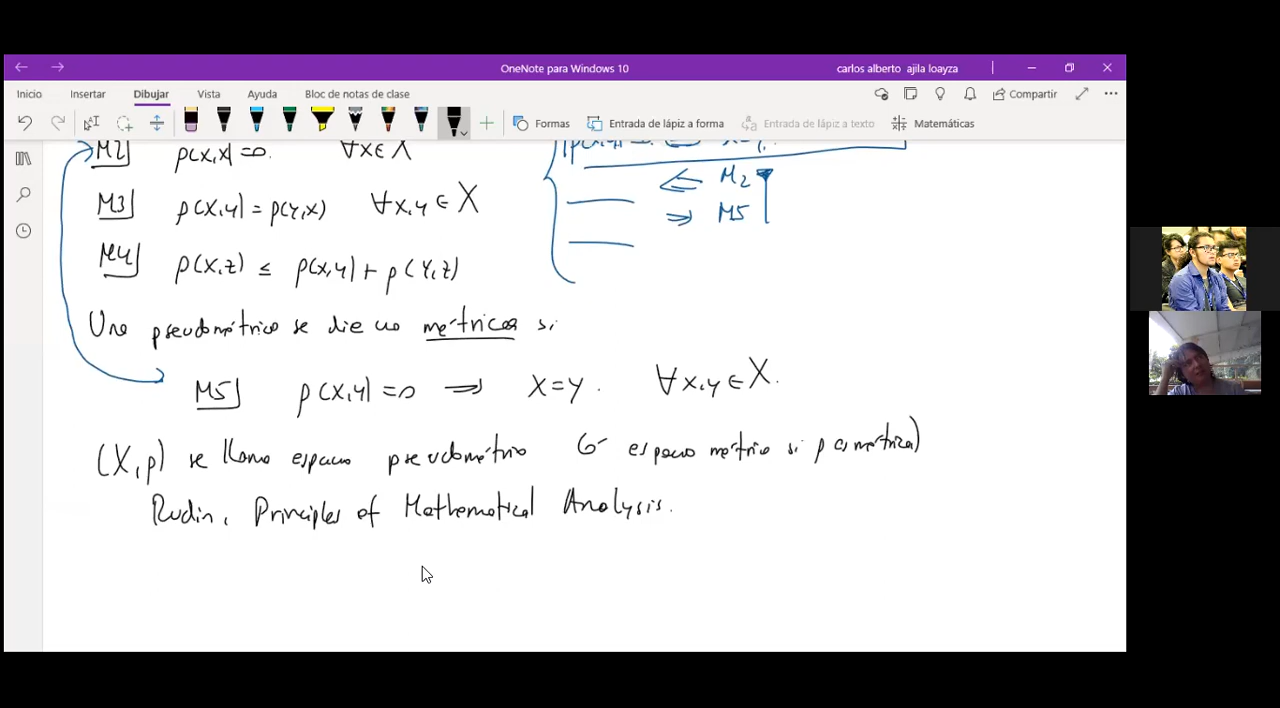 OneNote para Windows 10
carlos alberto ajila loayza
Inicio Insertar Dibujar Vista Ayuda Bloc de notas de clase
Compartir
Formas Entrada de lápiz a forma Entrada de lápiz a texto Matemáticas
M2] ρ(x,x)=0. ∀x∈X
M3] ρ(x,y)=ρ(y,x) ∀x,y ∈ X
M4] ρ(x,z) ≤ ρ(x,y)+ρ(y,z)
⇐ M2
⇒ M5
Una pseudométrica se dice una métrica si
M5] ρ(x,y)=0 ⇒ x=y. ∀x,y ∈ X.
(X,ρ) se llama espacio pseudométrico (o espacio métrico si ρ es métrica)
Rudin, Principles of Mathematical Analysis.